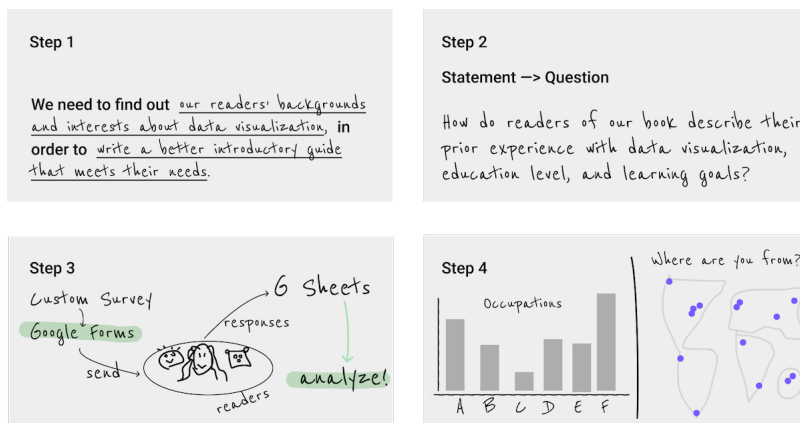 Step 1
We need to find out our readers' backgrounds
and interests about data visualization, in
order to write a better introductory guide
that meets their needs.
Step 2
Statement —> Question
How do readers of our book describe their
prior experience with data visualization,
education level, and learning goals?
Step 3
Custom Survey
Google Forms
send
readers
responses
G Sheets
analyze!
Step 4
Occupations
A B C D E F
Where are you from?